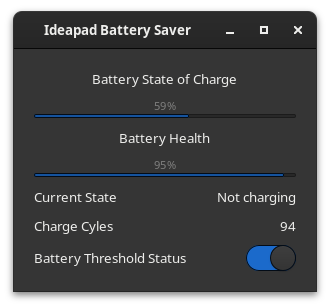 Ideapad Battery Saver
Battery State of Charge
59%
Battery Health
95%
Current State Not charging
Charge Cyles 94
Battery Threshold Status